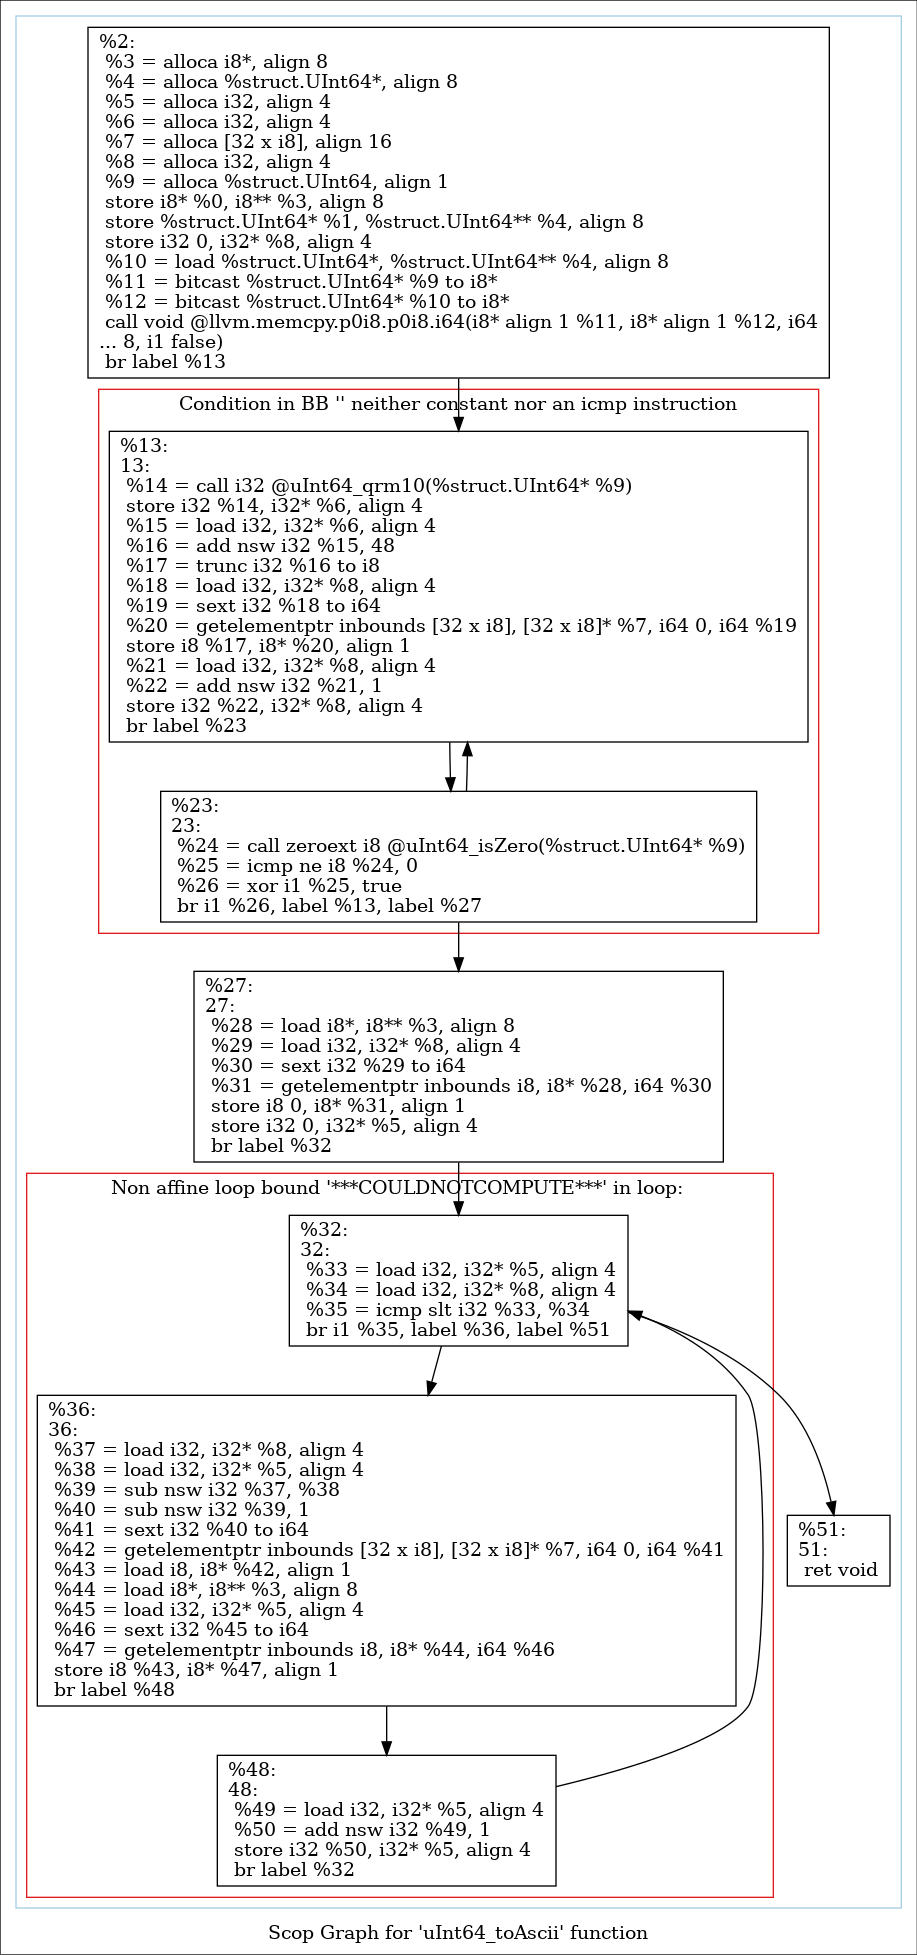 %2:
%3 = alloca i8*, align 8
%4 = alloca %struct.UInt64*, align 8
%5 = alloca i32, align 4
%6 = alloca i32, align 4
%7 = alloca [32 x i8], align 16
%8 = alloca i32, align 4
%9 = alloca %struct.UInt64, align 1
store i8* %0, i8** %3, align 8
store %struct.UInt64* %1, %struct.UInt64** %4, align 8
store i32 0, i32* %8, align 4
%10 = load %struct.UInt64*, %struct.UInt64** %4, align 8
%11 = bitcast %struct.UInt64* %9 to i8*
%12 = bitcast %struct.UInt64* %10 to i8*
call void @llvm.memcpy.p0i8.p0i8.i64(i8* align 1 %11, i8* align 1 %12, i64
... 8, i1 false)
br label %13
Condition in BB '' neither constant nor an icmp instruction
%13:
13:
%14 = call i32 @uInt64_qrm10(%struct.UInt64* %9)
store i32 %14, i32* %6, align 4
%15 = load i32, i32* %6, align 4
%16 = add nsw i32 %15, 48
%17 = trunc i32 %16 to i8
%18 = load i32, i32* %8, align 4
%19 = sext i32 %18 to i64
%20 = getelementptr inbounds [32 x i8], [32 x i8]* %7, i64 0, i64 %19
store i8 %17, i8* %20, align 1
%21 = load i32, i32* %8, align 4
%22 = add nsw i32 %21, 1
store i32 %22, i32* %8, align 4
br label %23
%23:
23:
%24 = call zeroext i8 @uInt64_isZero(%struct.UInt64* %9)
%25 = icmp ne i8 %24, 0
%26 = xor i1 %25, true
br i1 %26, label %13, label %27
%27:
27:
%28 = load i8*, i8** %3, align 8
%29 = load i32, i32* %8, align 4
%30 = sext i32 %29 to i64
%31 = getelementptr inbounds i8, i8* %28, i64 %30
store i8 0, i8* %31, align 1
store i32 0, i32* %5, align 4
br label %32
Non affine loop bound '***COULDNOTCOMPUTE***' in loop:
%32:
32:
%33 = load i32, i32* %5, align 4
%34 = load i32, i32* %8, align 4
%35 = icmp slt i32 %33, %34
br i1 %35, label %36, label %51
%36:
36:
%37 = load i32, i32* %8, align 4
%38 = load i32, i32* %5, align 4
%39 = sub nsw i32 %37, %38
%40 = sub nsw i32 %39, 1
%41 = sext i32 %40 to i64
%42 = getelementptr inbounds [32 x i8], [32 x i8]* %7, i64 0, i64 %41
%43 = load i8, i8* %42, align 1
%44 = load i8*, i8** %3, align 8
%45 = load i32, i32* %5, align 4
%46 = sext i32 %45 to i64
%47 = getelementptr inbounds i8, i8* %44, i64 %46
store i8 %43, i8* %47, align 1
br label %48
%51:
51:
ret void
%48:
48:
%49 = load i32, i32* %5, align 4
%50 = add nsw i32 %49, 1
store i32 %50, i32* %5, align 4
br label %32
Scop Graph for 'uInt64_toAscii' function